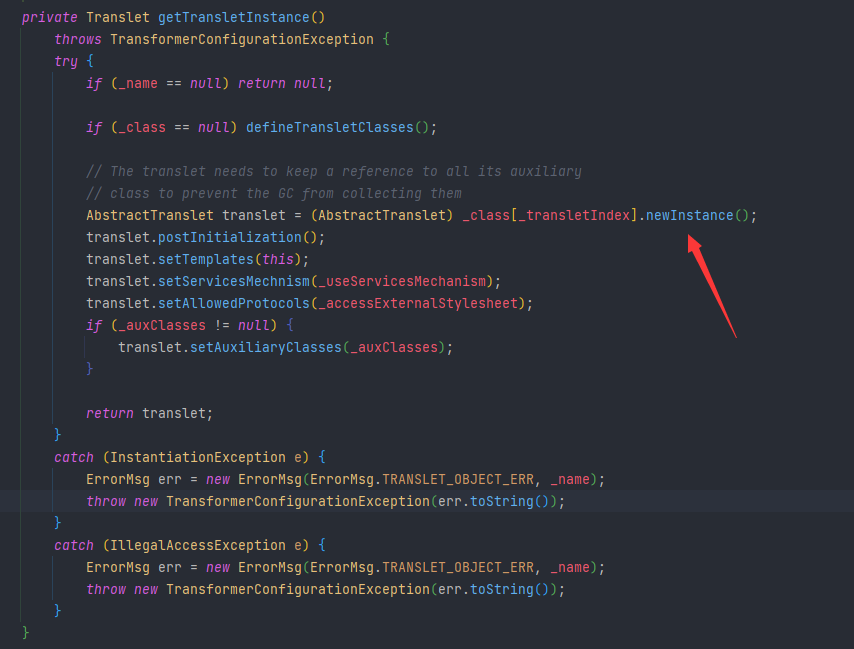 private Translet getTransletInstance()
throws TransformerConfigurationException {
try {
if (_name == null) return null;
if (_class == null) defineTransletClasses();
// The translet needs to keep a reference to all its auxiliary
// class to prevent the GC from collecting them
AbstractTranslet translet = (AbstractTranslet) _class[_transletIndex].newInstance();
translet.postInitialization();
translet.setTemplates(this);
translet.setServicesMechnism(_useServicesMechanism);
translet.setAllowedProtocols(_accessExternalStylesheet);
if (_auxClasses != null) {
translet.setAuxiliaryClasses(_auxClasses);
}
return translet;
}
catch (InstantiationException e) {
ErrorMsg err = new ErrorMsg(ErrorMsg.TRANSLET_OBJECT_ERR, _name);
throw new TransformerConfigurationException(err.toString());
}
catch (IllegalAccessException e) {
ErrorMsg err = new ErrorMsg(ErrorMsg.TRANSLET_OBJECT_ERR, _name);
throw new TransformerConfigurationException(err.toString());
}
}